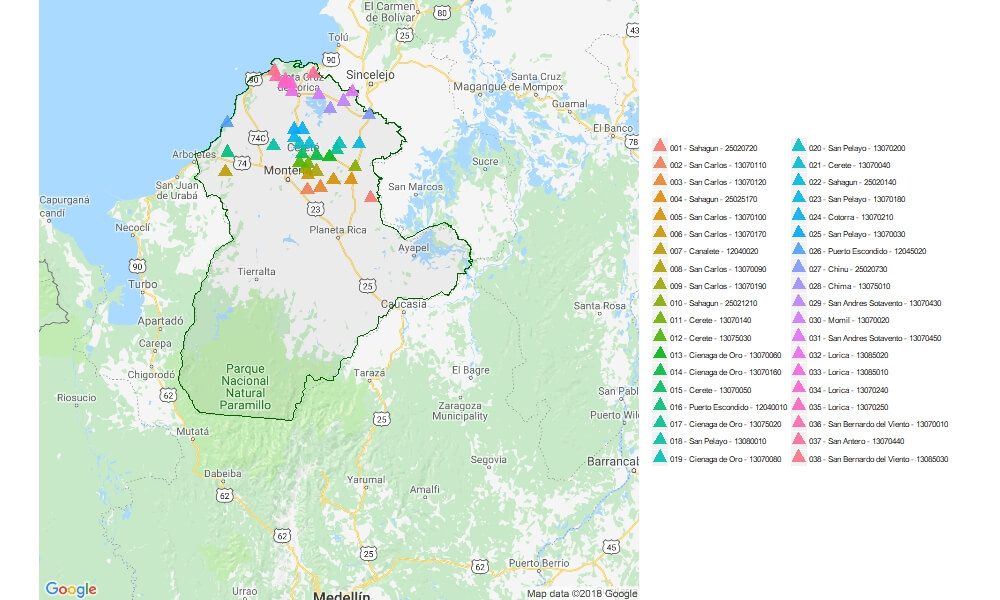 El Carmen
de Bolívar
80
25
43
Tolú
90
Sincelejo
90
Santa Cruz
de Lorica
Santa Cruz
de Mompox
Magangué
Guamal
El Banco
78
74C
Cereté
74
Arboletes
Montería
Sucre
San Marcos
San Juan
de Urabá
Capurganá
candí
23
Necoclí
Planeta Rica
Ayapel
90
Turbo
Tierralta
25
Caucasia
Santa Rosa
Apartadó
Carepa
Chigorodó
Parque
Nacional
Natural
Paramillo
Tarazá
El Bagre
62
Riosucio
San Pabl
Zaragoza
Municipality
Puerto Wil
25
Mutatá
Segovia
Barrancab
Dabeiba
Yarumal
Amalfi
62
62
25
45
62
Puerto Berrio
Urrao
Medellín
Google
Map data ©2018 Google
001 - Sahagun - 25020720
002 - San Carlos - 13070110
003 - San Carlos - 13070120
004 - Sahagun - 25025170
005 - San Carlos - 13070100
006 - San Carlos - 13070170
007 - Canalete - 12040020
008 - San Carlos - 13070090
009 - San Carlos - 13070190
010 - Sahagun - 25021210
011 - Cerete - 13070140
012 - Cerete - 13075030
013 - Cienaga de Oro - 13070060
014 - Cienaga de Oro - 13070160
015 - Cerete - 13070050
016 - Puerto Escondido - 12040010
017 - Cienaga de Oro - 13075020
018 - San Pelayo - 13080010
019 - Cienaga de Oro - 13070080
020 - San Pelayo - 13070200
021 - Cerete - 13070040
022 - Sahagun - 25020140
023 - San Pelayo - 13070180
024 - Cotorra - 13070210
025 - San Pelayo - 13070030
026 - Puerto Escondido - 12045020
027 - Chinu - 25020730
028 - Chima - 13075010
029 - San Andres Sotavento - 13070430
030 - Momil - 13070020
031 - San Andres Sotavento - 13070450
032 - Lorica - 13085020
033 - Lorica - 13085010
034 - Lorica - 13070240
035 - Lorica - 13070250
036 - San Bernardo del Viento - 13070010
037 - San Antero - 13070440
038 - San Bernardo del Viento - 13085030